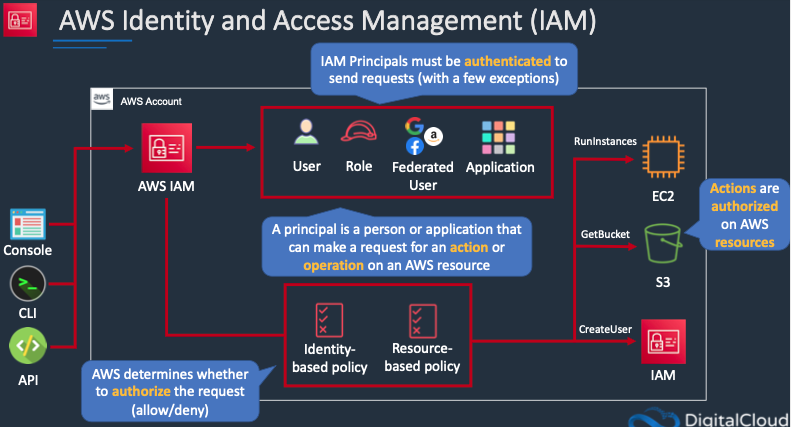 AWS Identity and Access Management (IAM)
IAM Principals must be authenticated to
send requests (with a few exceptions)
aws
AWS Account
User
Role
Federated
User
a
Application
AWS IAM
A principal is a person or application that
can make a request for an action or
operation on an AWS resource
Console
CLI
API
Identity-
based policy
Resource-
based policy
AWS determines whether
to authorize the request
(allow/deny)
RunInstances
EC2
GetBucket
S3
CreateUser
IAM
Actions are
authorized
on AWS
resources
DigitalCloud